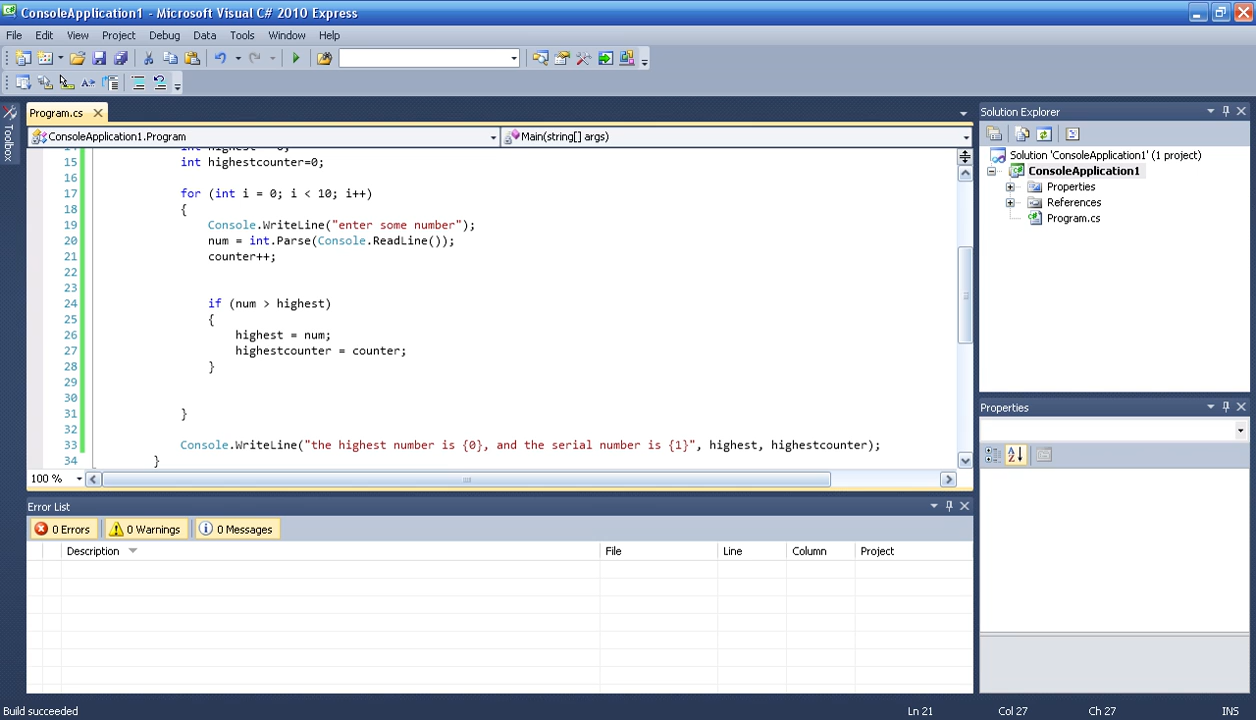 ConsoleApplication1 - Microsoft Visual C# 2010 Express
File Edit View Project Debug Data Tools Window Help
Toolbox
Program.cs
ConsoleApplication1.Program
Main(string[] args)
14 int highest = 0;
15 int highestcounter=0;
16
17 for (int i = 0; i < 10; i++)
18 {
19 Console.WriteLine("enter some number");
20 num = int.Parse(Console.ReadLine());
21 counter++;
22
23
24 if (num > highest)
25 {
26 highest = num;
27 highestcounter = counter;
28 }
29
30
31 }
32
33 Console.WriteLine("the highest number is {0}, and the serial number is {1}", highest, highestcounter);
34 }
100 %
Error List
0 Errors 0 Warnings 0 Messages
Description File Line Column Project
Solution Explorer
Solution 'ConsoleApplication1' (1 project)
ConsoleApplication1
Properties
References
Program.cs
Properties
Build succeeded Ln 21 Col 27 Ch 27 INS